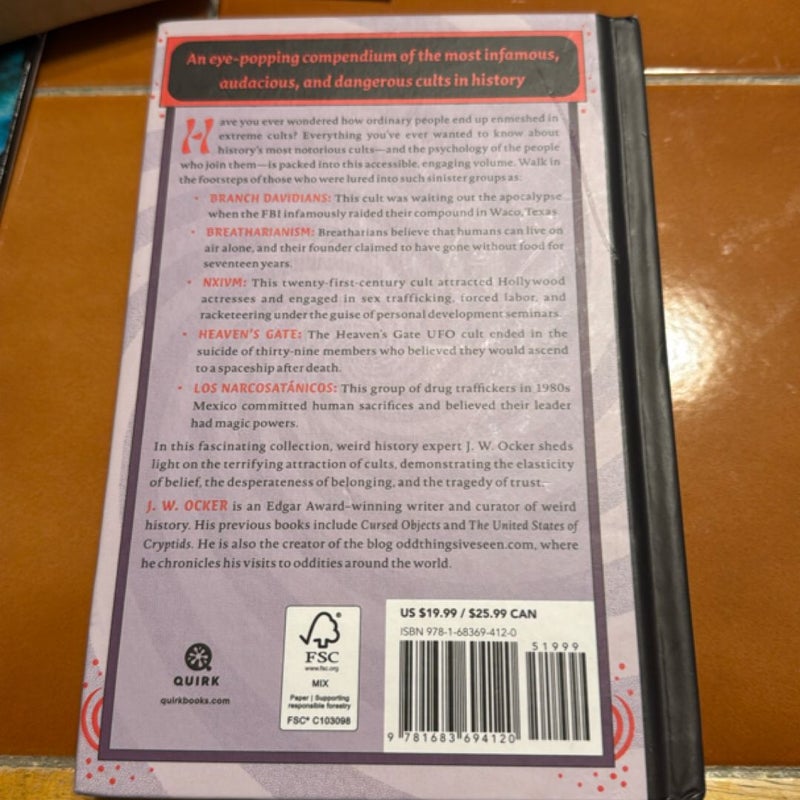 An eye-popping compendium of the most infamous,
audacious, and dangerous cults in history
Have you ever wondered how ordinary people end up enmeshed in
extreme cults? Everything you've ever wanted to know about
history's most notorious cults—and the psychology of the people
who join them—is packed into this accessible, engaging volume. Walk in
the footsteps of those who were lured into such sinister groups as:
• BRANCH DAVIDIANS: This cult was waiting out the apocalypse
when the FBI infamously raided their compound in Waco, Texas.
• BREATHARIANISM: Breatharians believe that humans can live on
air alone, and their founder claimed to have gone without food for
seventeen years.
• NXIVM: This twenty-first-century cult attracted Hollywood
actresses and engaged in sex trafficking, forced labor, and
racketeering under the guise of personal development seminars.
• HEAVEN'S GATE: The Heaven's Gate UFO cult ended in the
suicide of thirty-nine members who believed they would ascend
to a spaceship after death.
• LOS NARCOSATÁNICOS: This group of drug traffickers in 1980s
Mexico committed human sacrifices and believed their leader
had magic powers.
In this fascinating collection, weird history expert J. W. Ocker sheds
light on the terrifying attraction of cults, demonstrating the elasticity
of belief, the desperateness of belonging, and the tragedy of trust.
J. W. OCKER is an Edgar Award–winning writer and curator of weird
history. His previous books include Cursed Objects and The United States of
Cryptids. He is also the creator of the blog oddthingsiveseen.com, where
he chronicles his visits to oddities around the world.
QUIRK
quirkbooks.com
FSC
www.fsc.org
MIX
Paper | Supporting
responsible forestry
FSC® C103098
US $19.99 / $25.99 CAN
ISBN 978-1-68369-412-0
51999
9 781683 694120